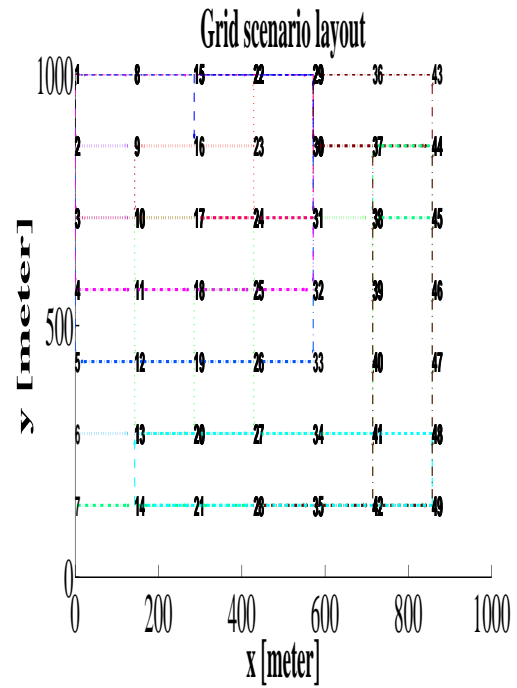 Grid scenario layout
1000
1 8 15 22 29 36 43
2 9 16 23 30 37 44
3 10 17 24 31 38 45
4 11 18 25 32 39 46
500
5 12 19 26 33 40 47
6 13 20 27 34 41 48
7 14 21 28 35 42 49
y [meter]
0
0 200 400 600 800 1000
x [meter]